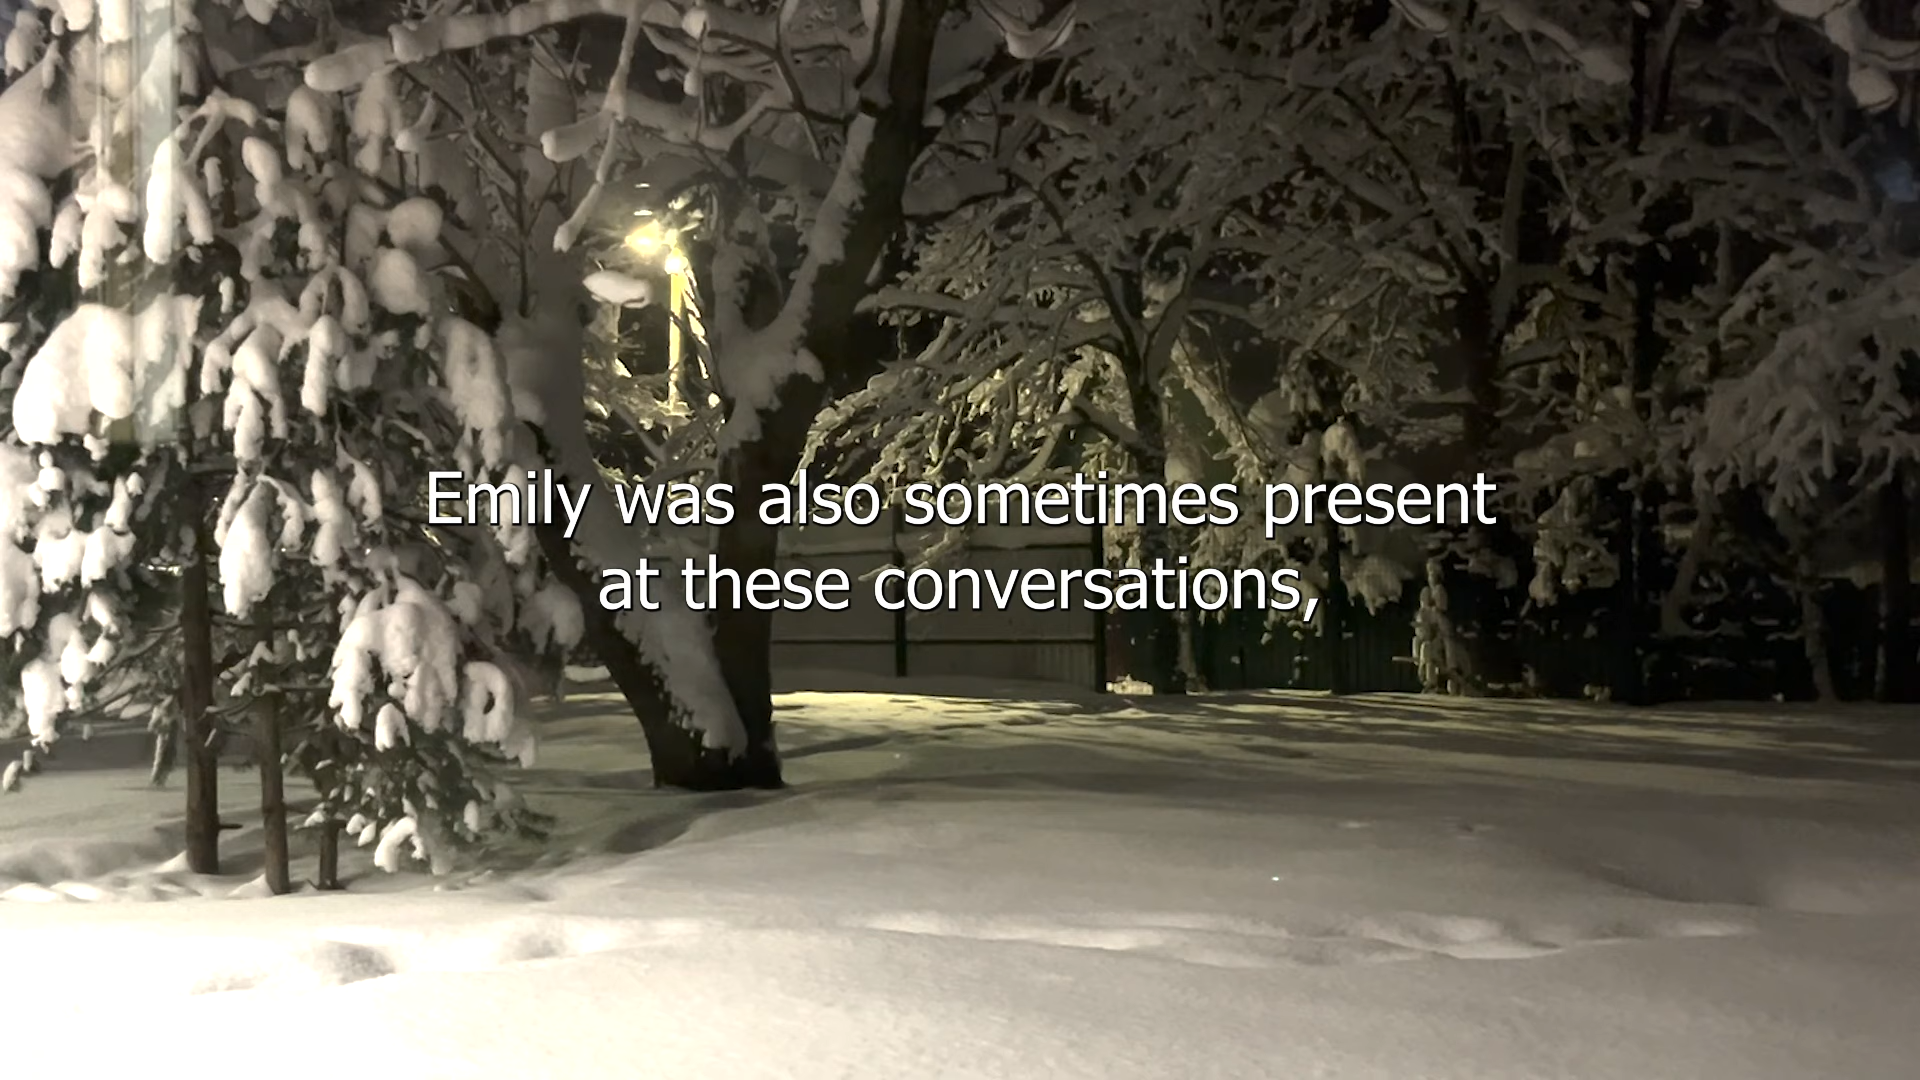 Emily was also sometimes present
at these conversations,